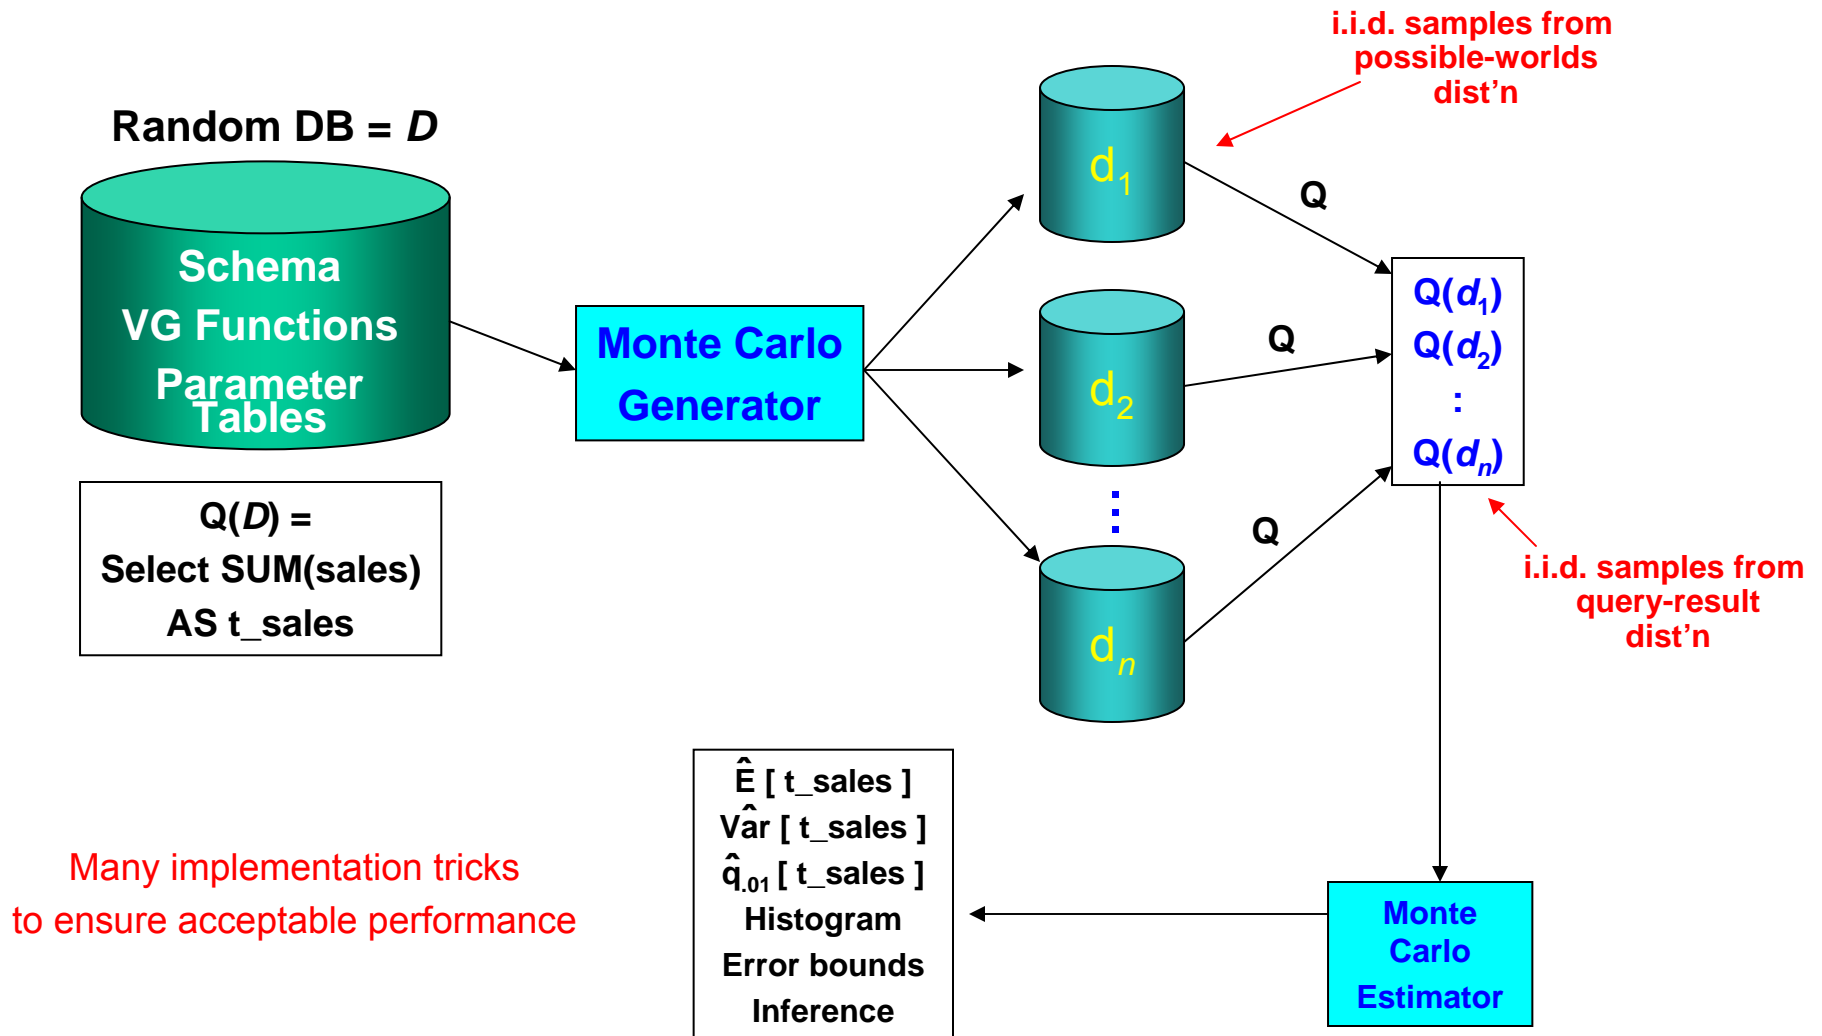 Random DB = D
Schema
VG Functions
Parameter
Tables
Q(D) =
Select SUM(sales)
AS t_sales
Monte Carlo
Generator
d1
d2
⋮
dn
i.i.d. samples from
possible-worlds
dist'n
Q
Q
Q
Q(d1)
Q(d2)
:
Q(dn)
i.i.d. samples from
query-result
dist'n
Monte
Carlo
Estimator
Ê [ t_sales ]
Vâr [ t_sales ]
q̂.01 [ t_sales ]
Histogram
Error bounds
Inference
Many implementation tricks
to ensure acceptable performance